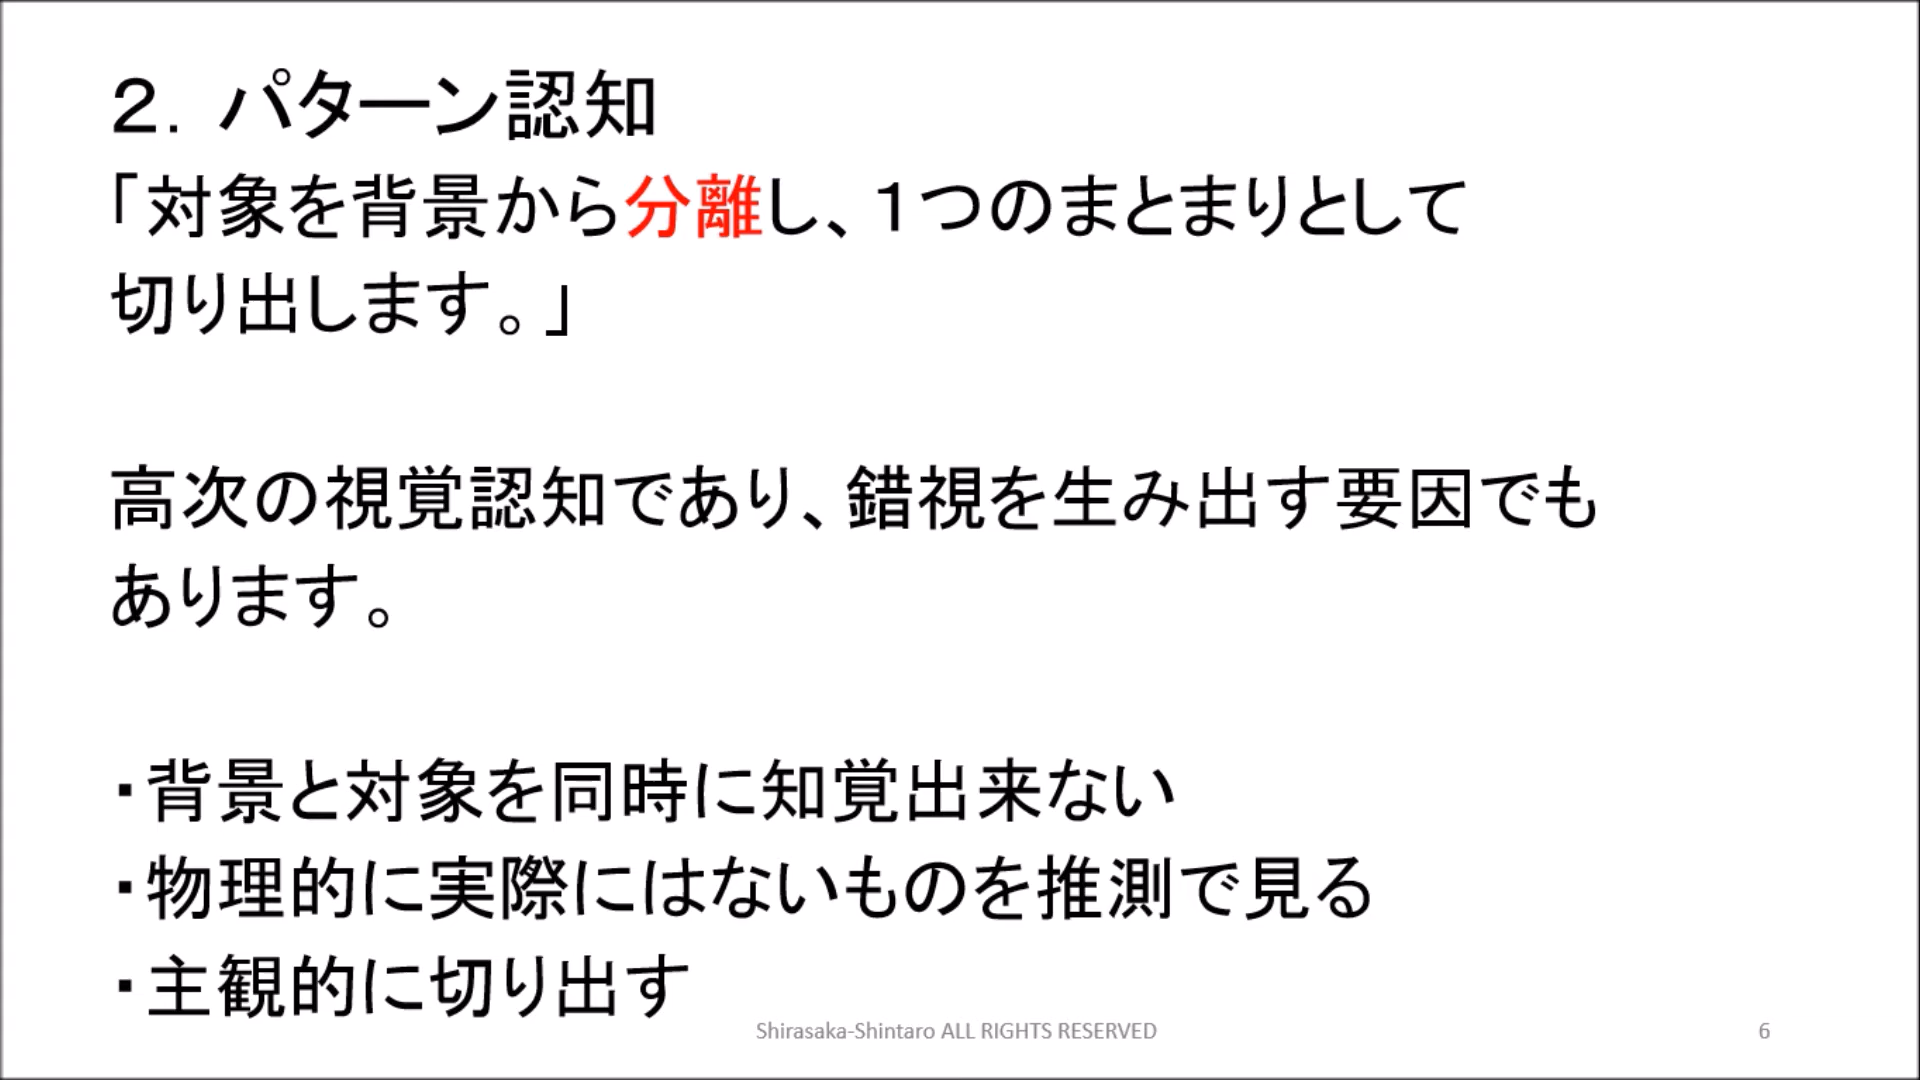 ２．パターン認知
「対象を背景から分離し、１つのまとまりとして
切り出します。」
高次の視覚認知であり、錯視を生み出す要因でも
あります。
・背景と対象を同時に知覚出来ない
・物理的に実際にはないものを推測で見る
・主観的に切り出す
Shirasaka-Shintaro ALL RIGHTS RESERVED
6